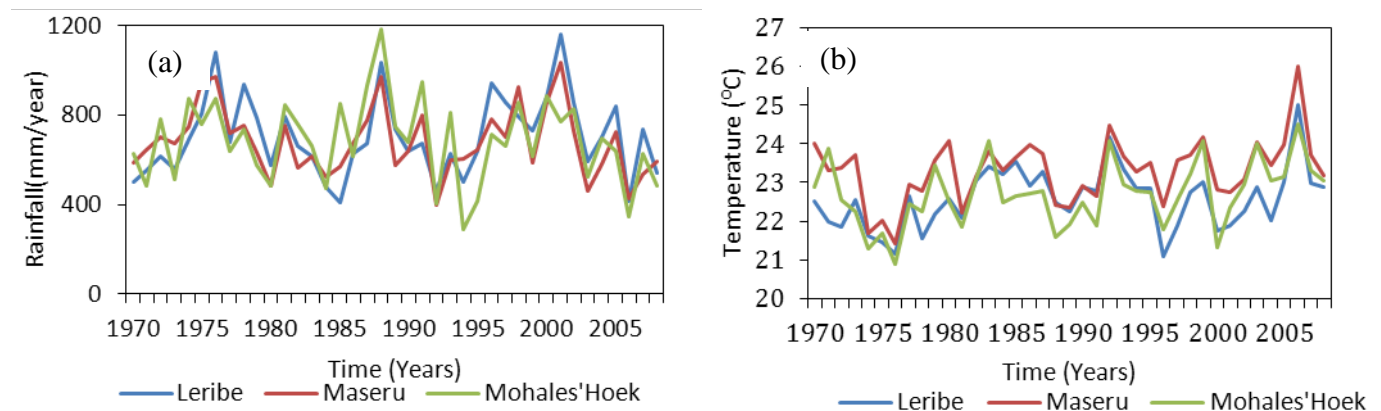 (a)
Rainfall(mm/year)
1200
800
400
0
1970 1975 1980 1985 1990 1995 2000 2005
Time (Years)
Leribe Maseru Mohales'Hoek
(b)
Temperature (⁰C)
27
26
25
24
23
22
21
20
1970 1975 1980 1985 1990 1995 2000 2005
Time (Years)
Leribe Maseru Mohales'Hoek